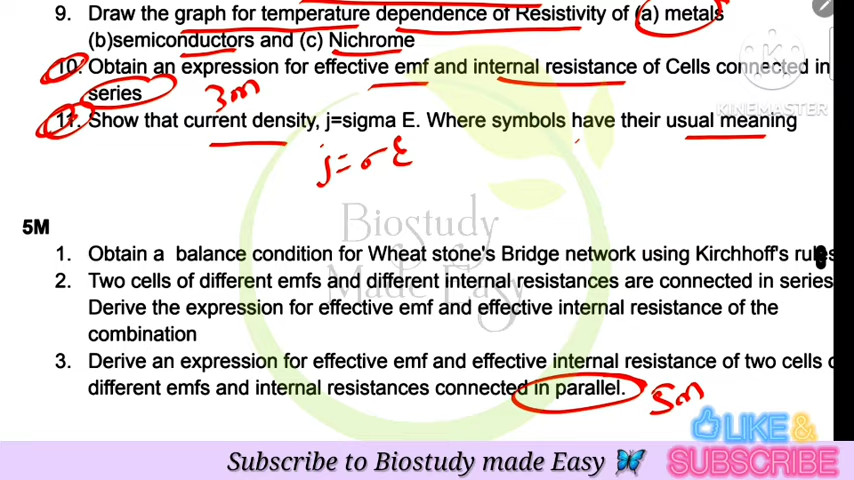 9. Draw the graph for temperature dependence of Resistivity of (a) metals
(b)semiconductors and (c) Nichrome
10. Obtain an expression for effective emf and internal resistance of Cells connected in
series
3m
11. Show that current density, j=sigma E. Where symbols have their usual meaning
j = σE
5M
1. Obtain a balance condition for Wheat stone's Bridge network using Kirchhoff's rules
2. Two cells of different emfs and different internal resistances are connected in series
Derive the expression for effective emf and effective internal resistance of the
combination
3. Derive an expression for effective emf and effective internal resistance of two cells
different emfs and internal resistances connected in parallel.
5m
Biostudy
Made Easy
KINEMASTER
LIKE &
SUBSCRIBE
Subscribe to Biostudy made Easy